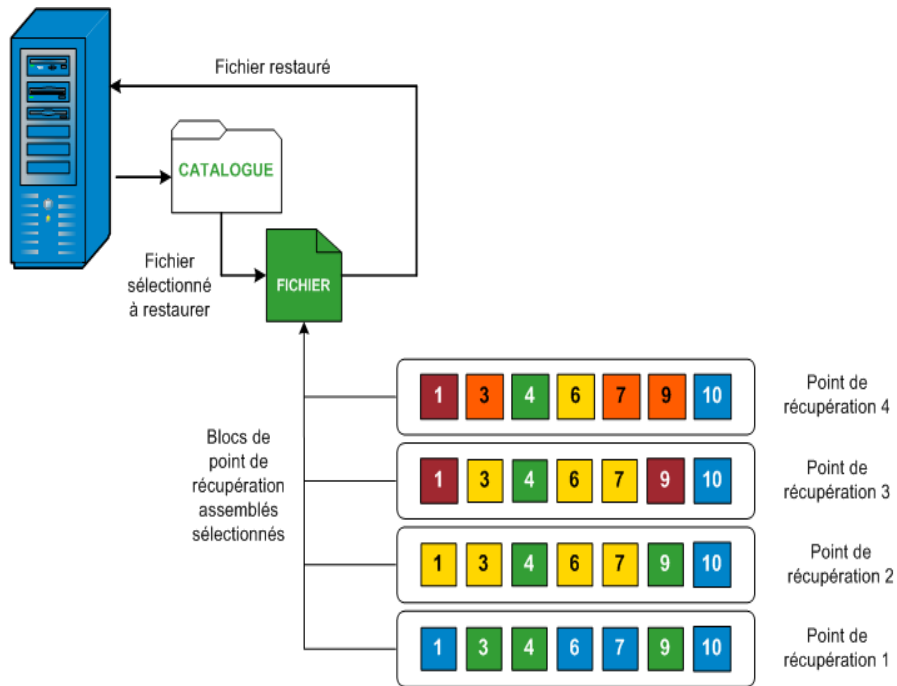 Fichier restauré
CATALOGUE
Fichier
sélectionné
à restaurer
FICHIER
Blocs de
point de
récupération
assemblés
sélectionnés
1 3 4 6 7 9 10
Point de
récupération 4
1 3 4 6 7 9 10
Point de
récupération 3
1 3 4 6 7 9 10
Point de
récupération 2
1 3 4 6 7 9 10
Point de
récupération 1